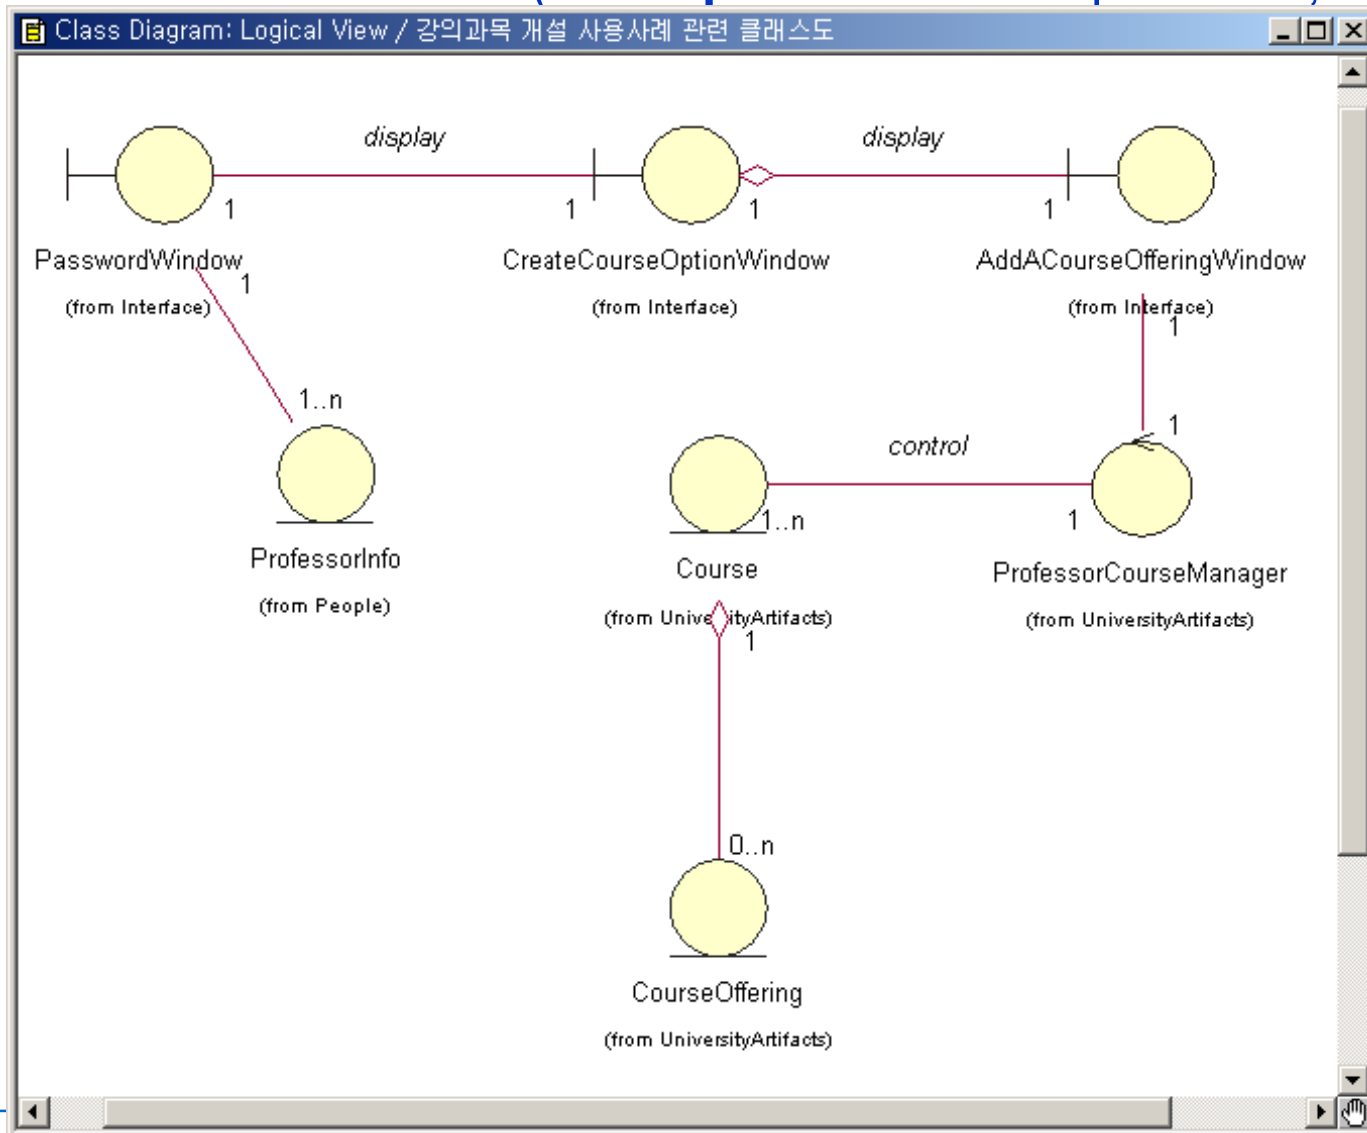 Class Diagram: Logical View / 강의과목 개설 사용사례 관련 클래스도
display
display
1
1
1
1
PasswordWindow
CreateCourseOptionWindow
AddACourseOfferingWindow
1
(from Interface)
(from Interface)
(from Interface)
1
1..n
1
control
1..n
1
ProfessorInfo
Course
ProfessorCourseManager
(from People)
(from UniversityArtifacts)
(from UniversityArtifacts)
1
0..n
CourseOffering
(from UniversityArtifacts)